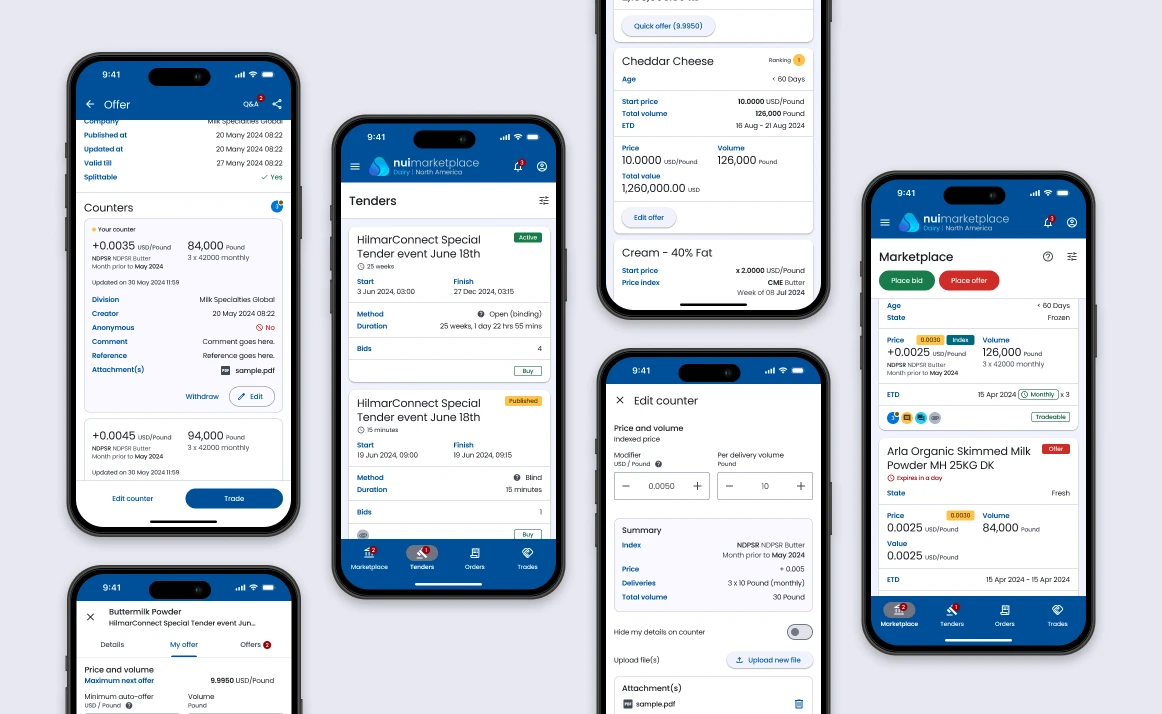 9:41
Offer
Q&A
2
Company
Milk Specialties Global
Published at
20 Many 2024 08:22
Updated at
20 Many 2024 08:22
Valid till
27 Many 2024 08:22
Splittable
Yes
Counters
Your counter
+0.0035 USD/Pound
84,000 Pound
NDPSR NDPSR Butter
3 x 42000 monthly
Month prior to May 2024
Updated on 30 May 2024 11:59
Division
Milk Specialties Global
Creator
20 May 2024 08:22
Anonymous
No
Comment
Comment goes here.
Reference
Reference goes here.
Attachment(s)
PDF sample.pdf
Withdraw
Edit
+0.0045 USD/Pound
94,000 Pound
NDPSR NDPSR Butter
3 x 42000 monthly
Month prior to May 2024
Updated on 30 May 2024 11:59
Edit counter
Trade
9:41
Buttermilk Powder
HilmarConnect Special Tender event Jun...
Details
My offer
Offers 2
Price and volume
Maximum next offer
9.9950 USD/Pound
Minimum auto-offer
Volume
USD / Pound
Pound
9:41
nuimarketplace
Dairy | North America
3
Tenders
HilmarConnect Special
Tender event June 18th
Active
25 weeks
Start
Finish
3 Jun 2024, 03:00
27 Dec 2024, 03:15
Method
Open (binding)
Duration
25 weeks, 1 day 22 hrs 55 mins
Bids
4
Buy
HilmarConnect Special
Tender event June 18th
Published
15 minutes
Start
Finish
19 Jun 2024, 09:00
19 Jun 2024, 09:15
Method
Blind
Duration
15 minutes
Bids
1
Buy
2
1
Marketplace
Tenders
Orders
Trades
Quick offer (9.9950)
Cheddar Cheese
Ranking 1
Age
< 60 Days
Start price
10.0000 USD/Pound
Total volume
126,000 Pound
ETD
16 Aug - 21 Aug 2024
Price
Volume
10.0000 USD/Pound
126,000 Pound
Total value
1,260,000.00 USD
Edit offer
Cream - 40% Fat
Start price
x 2.0000 USD/Pound
Price index
CME Butter
Week of 08 Jul 2024
9:41
Edit counter
Price and volume
Indexed price
Modifier
Per delivery volume
USD / Pound
Pound
0.0050
10
Summary
Index
NDPSR NDPSR Butter
Month prior to May 2024
Price
+ 0.005
Deliveries
3 x 10 Pound (monthly)
Total volume
30 Pound
Hide my details on counter
Upload file(s)
Upload new file
Attachment(s)
PDF sample.pdf
9:41
nuimarketplace
Dairy | North America
3
Marketplace
Place bid
Place offer
Age
< 60 Days
State
Frozen
Price
0.0030
Index
Volume
+0.0025 USD/Pound
126,000 Pound
NDPSR NDPSR Butter
3 x 42000 monthly
Month prior to May 2024
ETD
15 Apr 2024 Monthly x 3
Tradeable
Arla Organic Skimmed Milk
Powder MH 25KG DK
Offer
Expires in a day
State
Fresh
Price
0.0030
Volume
0.0025 USD/Pound
84,000 Pound
Value
0.0025 USD/Pound
ETD
15 Apr 2024 - 15 Apr 2024
2
1
Marketplace
Tenders
Orders
Trades